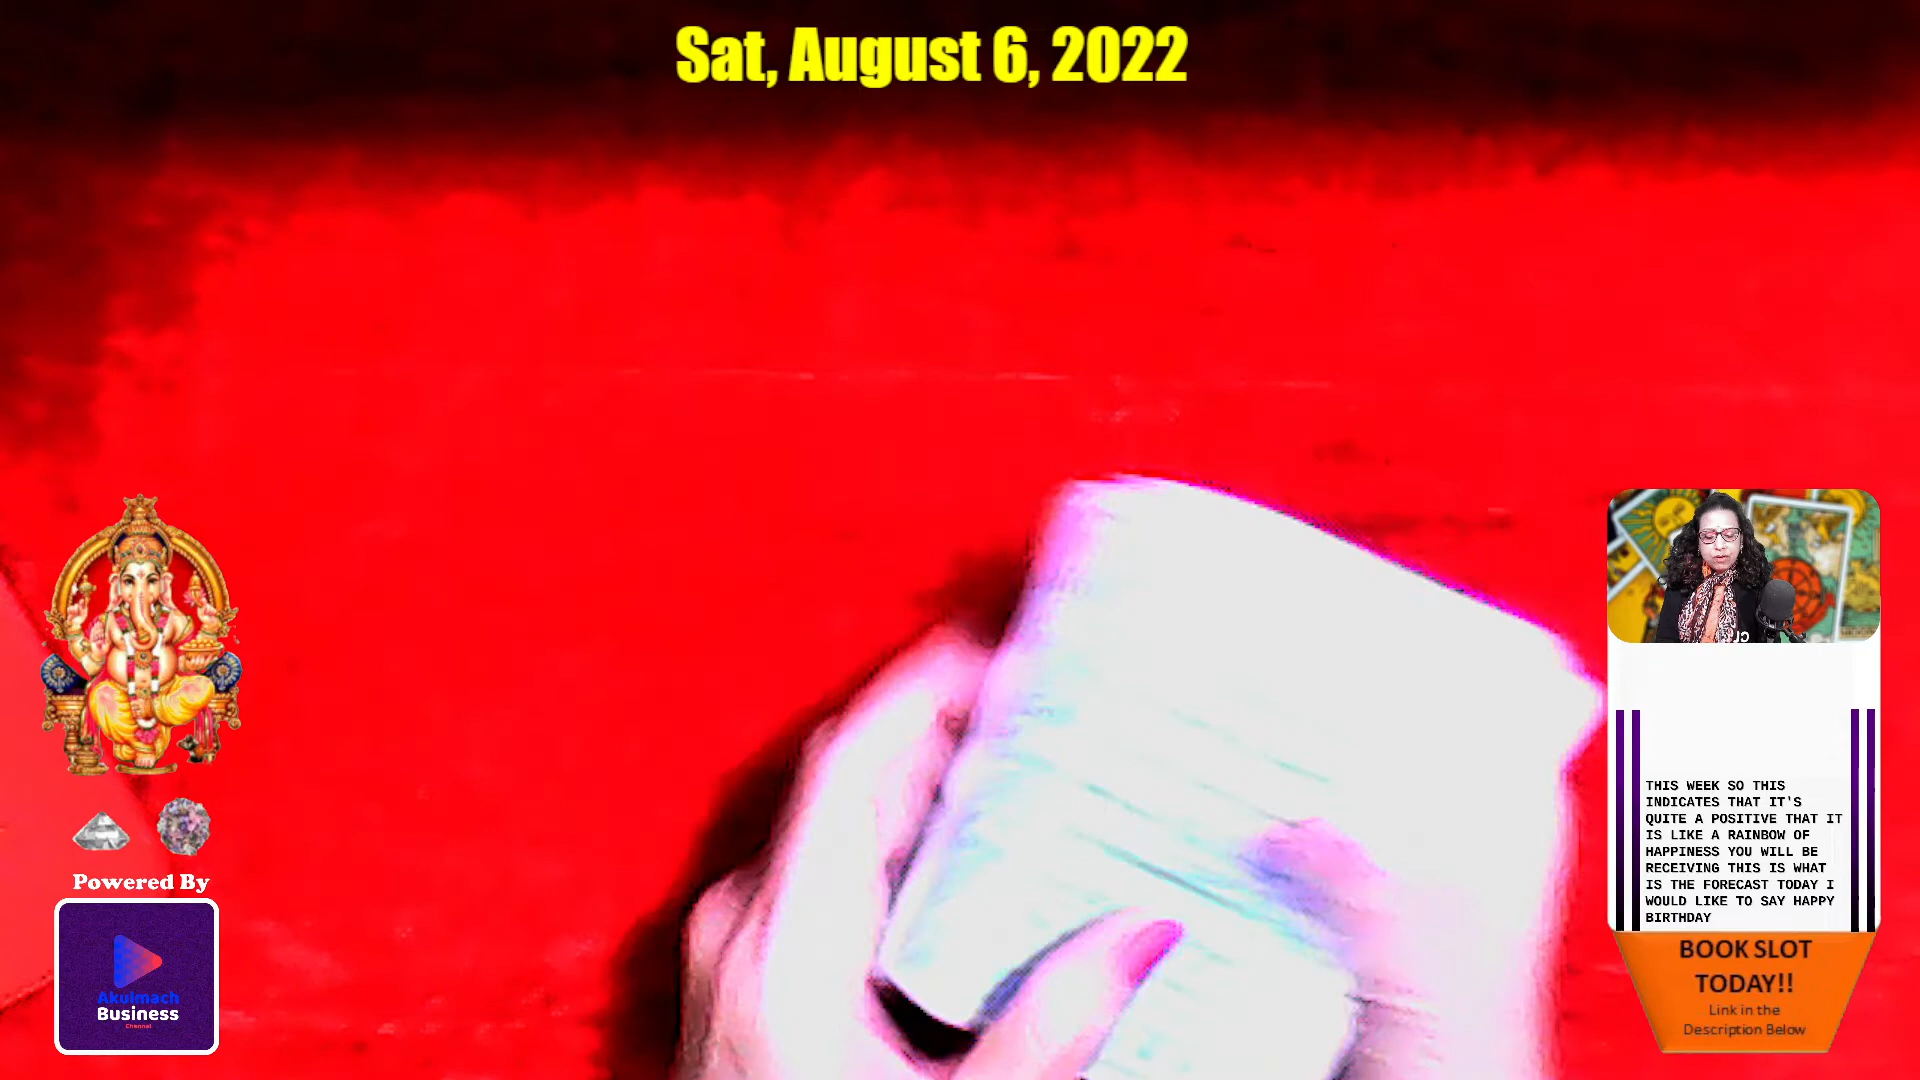 Sat, August 6, 2022
THIS WEEK SO THIS
INDICATES THAT IT'S
QUITE A POSITIVE THAT IT
IS LIKE A RAINBOW OF
HAPPINESS YOU WILL BE
RECEIVING THIS IS WHAT
IS THE FORECAST TODAY I
WOULD LIKE TO SAY HAPPY
BIRTHDAY
BOOK SLOT
TODAY!!
Link in the
Description Below
Powered By
Akulmach
Business
Channel